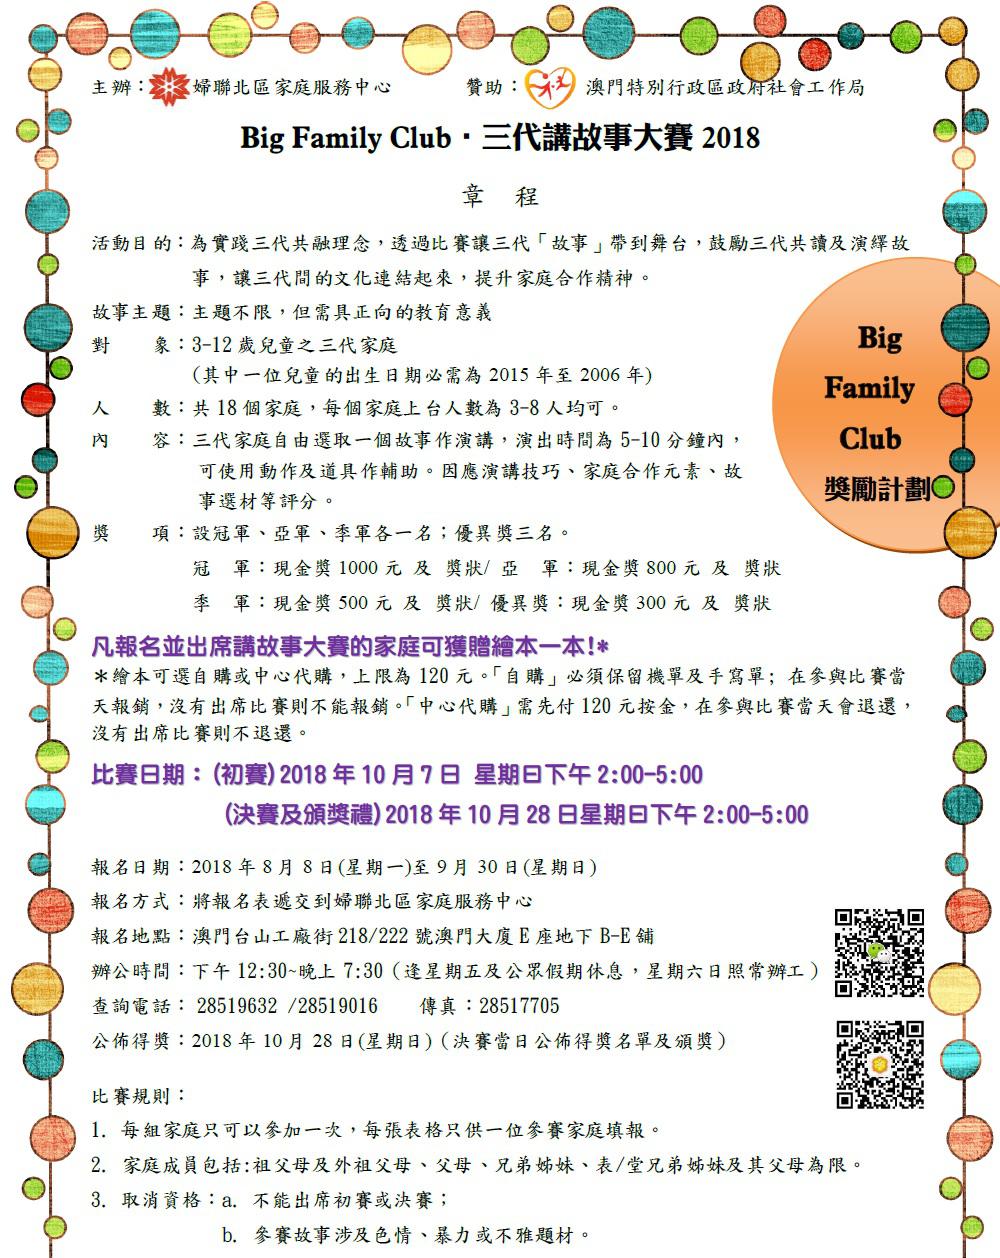 主辦：婦聯北區家庭服務中心 贊助：澳門特別行政區政府社會工作局
Big Family Club‧三代講故事大賽 2018
章 程
活動目的：為實踐三代共融理念，透過比賽讓三代「故事」帶到舞台，鼓勵三代共讀及演繹故
事，讓三代間的文化連結起來，提升家庭合作精神。
故事主題：主題不限，但需具正向的教育意義
對 象：3-12 歲兒童之三代家庭
(其中一位兒童的出生日期必需為 2015 年至 2006 年)
人 數：共 18 個家庭，每個家庭上台人數為 3-8 人均可。
內 容：三代家庭自由選取一個故事作演講，演出時間為 5-10 分鐘內，
可使用動作及道具作輔助。因應演講技巧、家庭合作元素、故
事選材等評分。
Big
Family
Club
獎勵計劃
獎 項：設冠軍、亞軍、季軍各一名；優異獎三名。
冠 軍：現金獎 1000 元 及 獎狀/ 亞 軍：現金獎 800 元 及 獎狀
季 軍：現金獎 500 元 及 獎狀/ 優異獎：現金獎 300 元 及 獎狀
凡報名並出席講故事大賽的家庭可獲贈繪本一本!*
＊繪本可選自購或中心代購，上限為 120 元。「自購」必須保留機單及手寫單; 在參與比賽當
天報銷，沒有出席比賽則不能報銷。「中心代購」需先付 120 元按金，在參與比賽當天會退還，
沒有出席比賽則不退還。
比賽日期：(初賽)2018 年 10 月 7 日 星期日下午 2:00-5:00
(決賽及頒獎禮)2018 年 10 月 28 日星期日下午 2:00-5:00
報名日期：2018 年 8 月 8 日(星期一)至 9 月 30 日(星期日)
報名方式：將報名表遞交到婦聯北區家庭服務中心
報名地點：澳門台山工廠街 218/222 號澳門大廈 E 座地下 B-E 舖
辦公時間：下午 12:30~晚上 7:30（逢星期五及公眾假期休息，星期六日照常辦工）
查詢電話： 28519632 /28519016 傳真：28517705
公佈得獎：2018 年 10 月 28 日(星期日)（決賽當日公佈得獎名單及頒獎）
比賽規則：
1. 每組家庭只可以參加一次，每張表格只供一位參賽家庭填報。
2. 家庭成員包括:祖父母及外祖父母、父母、兄弟姊妹、表/堂兄弟姊妹及其父母為限。
3. 取消資格：a. 不能出席初賽或決賽；
b. 參賽故事涉及色情、暴力或不雅題材。